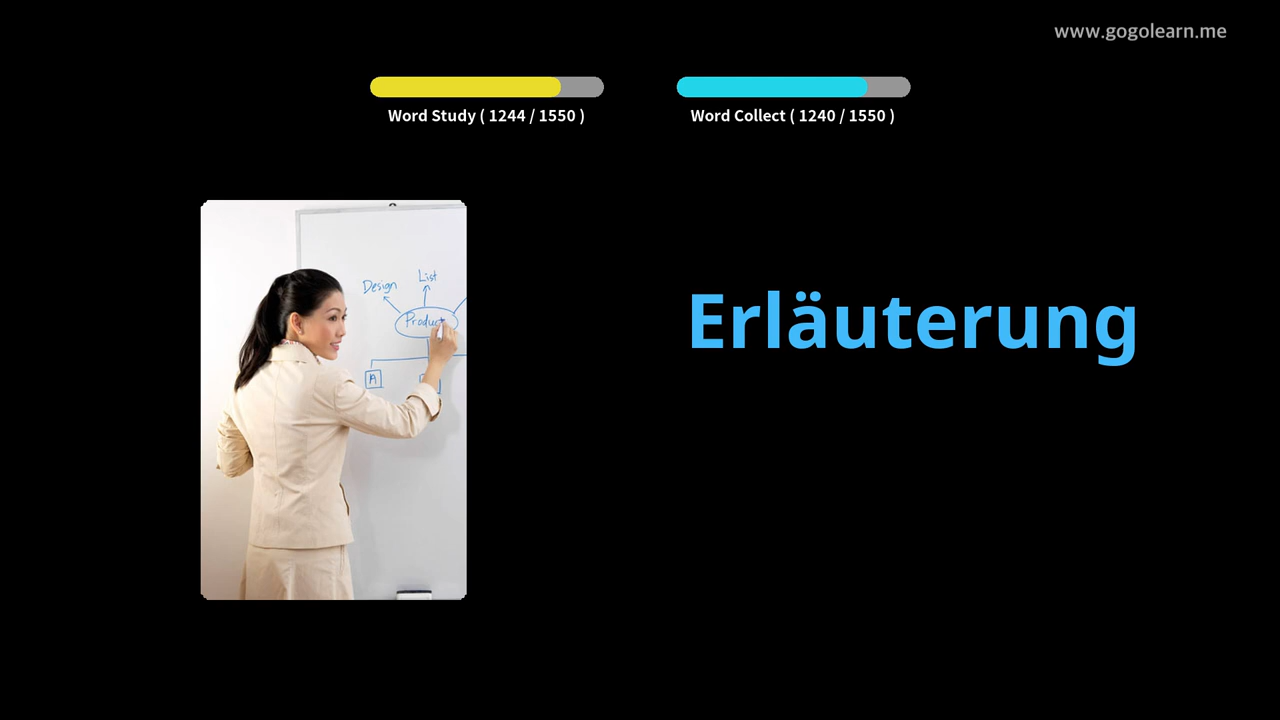 www.gogolearn.me
Word Study ( 1244 / 1550 )
Word Collect ( 1240 / 1550 )
Erläuterung
Design
List
Product
A